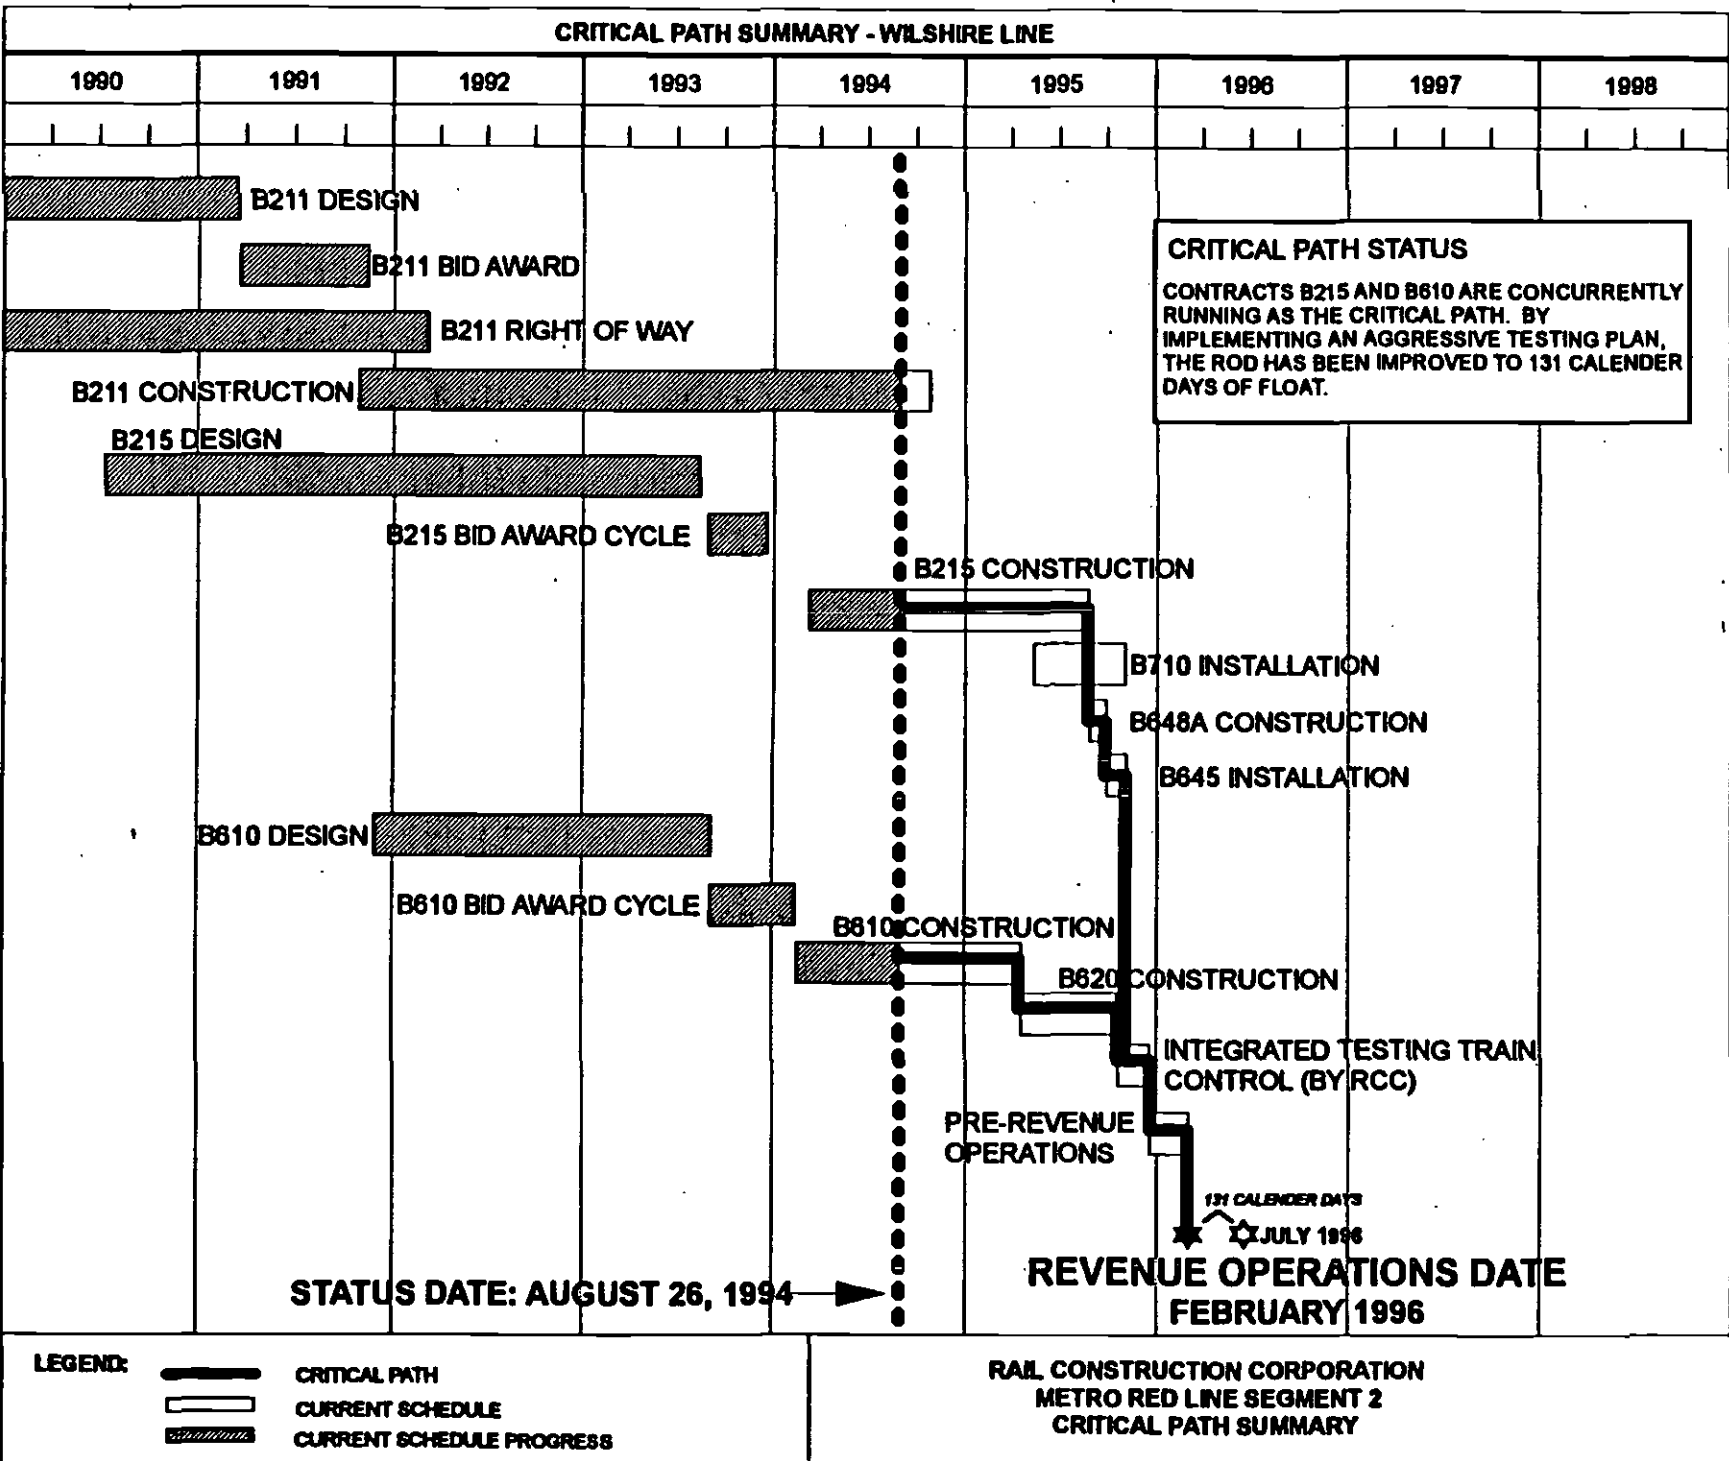 CRITICAL PATH SUMMARY - WILSHIRE LINE
1990 1991 1992 1993 1994 1995 1996 1997 1998
B211 DESIGN
B211 BID AWARD
CRITICAL PATH STATUS
CONTRACTS B215 AND B610 ARE CONCURRENTLY
RUNNING AS THE CRITICAL PATH. BY
IMPLEMENTING AN AGGRESSIVE TESTING PLAN,
THE ROD HAS BEEN IMPROVED TO 131 CALENDER
DAYS OF FLOAT.
B211 RIGHT OF WAY
B211 CONSTRUCTION
B215 DESIGN
B215 BID AWARD CYCLE
B215 CONSTRUCTION
B710 INSTALLATION
B648A CONSTRUCTION
B645 INSTALLATION
B610 DESIGN
B610 BID AWARD CYCLE
B610 CONSTRUCTION
B620 CONSTRUCTION
INTEGRATED TESTING TRAIN
CONTROL (BY RCC)
PRE-REVENUE
OPERATIONS
131 CALENDER DAYS
JULY 1996
REVENUE OPERATIONS DATE
FEBRUARY 1996
STATUS DATE: AUGUST 26, 1994
LEGEND:
CRITICAL PATH
CURRENT SCHEDULE
CURRENT SCHEDULE PROGRESS
RAIL CONSTRUCTION CORPORATION
METRO RED LINE SEGMENT 2
CRITICAL PATH SUMMARY